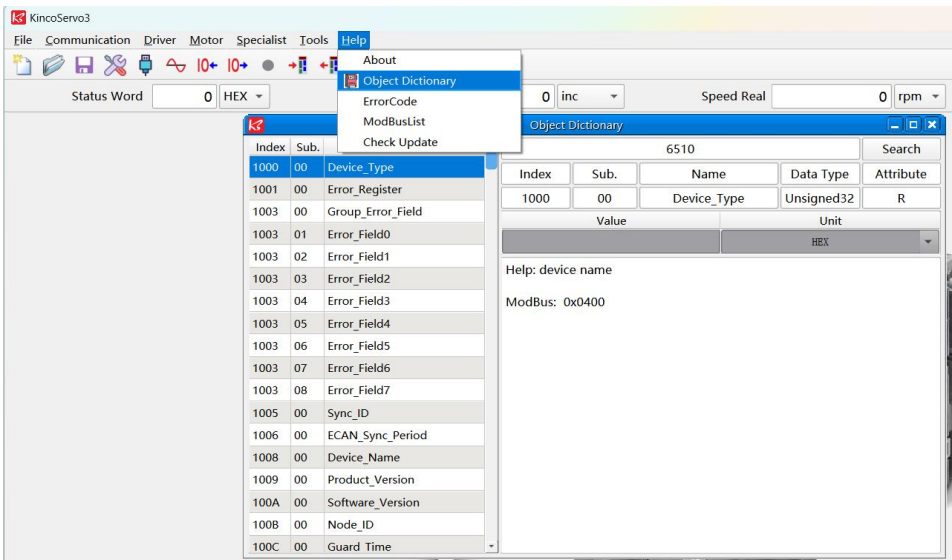 KincoServo3
File Communication Driver Motor Specialist Tools Help
About
Object Dictionary
ErrorCode
ModBusList
Check Update
Status Word 0 HEX 0 inc Speed Real 0 rpm
Object Dictionary
Index Sub.
1000 00 Device_Type
1001 00 Error_Register
1003 00 Group_Error_Field
1003 01 Error_Field0
1003 02 Error_Field1
1003 03 Error_Field2
1003 04 Error_Field3
1003 05 Error_Field4
1003 06 Error_Field5
1003 07 Error_Field6
1003 08 Error_Field7
1005 00 Sync_ID
1006 00 ECAN_Sync_Period
1008 00 Device_Name
1009 00 Product_Version
100A 00 Software_Version
100B 00 Node_ID
100C 00 Guard_Time
6510 Search
Index Sub. Name Data Type Attribute
1000 00 Device_Type Unsigned32 R
Value Unit
HEX
Help: device name
ModBus: 0x0400